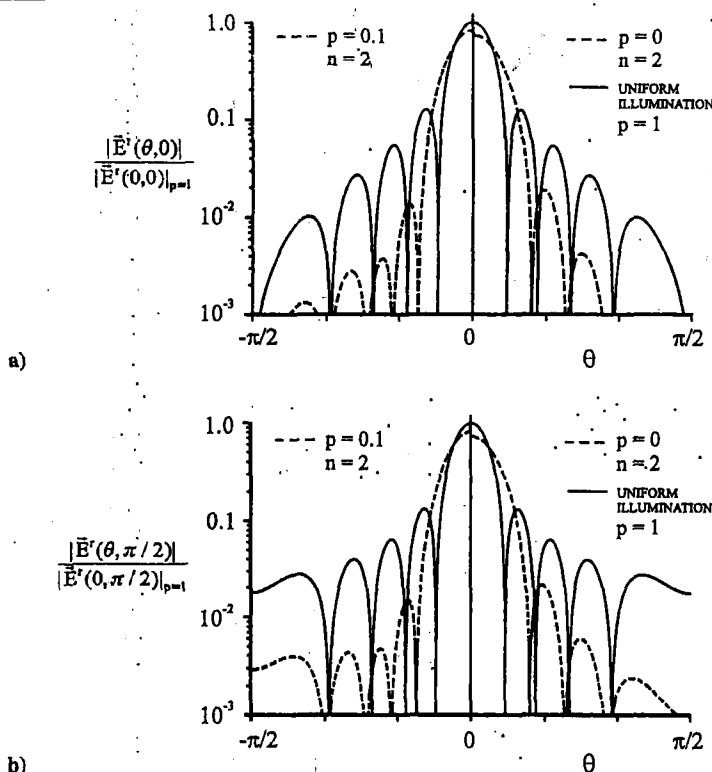 1.0
0.1
10⁻²
10⁻³
|E⃗ʳ(θ,0)|
|E⃗ʳ(0,0)|ₚ₌₁
p = 0.1
n = 2
p = 0
n = 2
UNIFORM
ILLUMINATION
p = 1
-π/2
0
π/2
θ
a)
1.0
0.1
10⁻²
10⁻³
|E⃗ʳ(θ,π/2)|
|E⃗ʳ(0,π/2)|ₚ₌₁
p = 0.1
n = 2
p = 0
n = 2
UNIFORM
ILLUMINATION
p = 1
-π/2
0
π/2
θ
b)